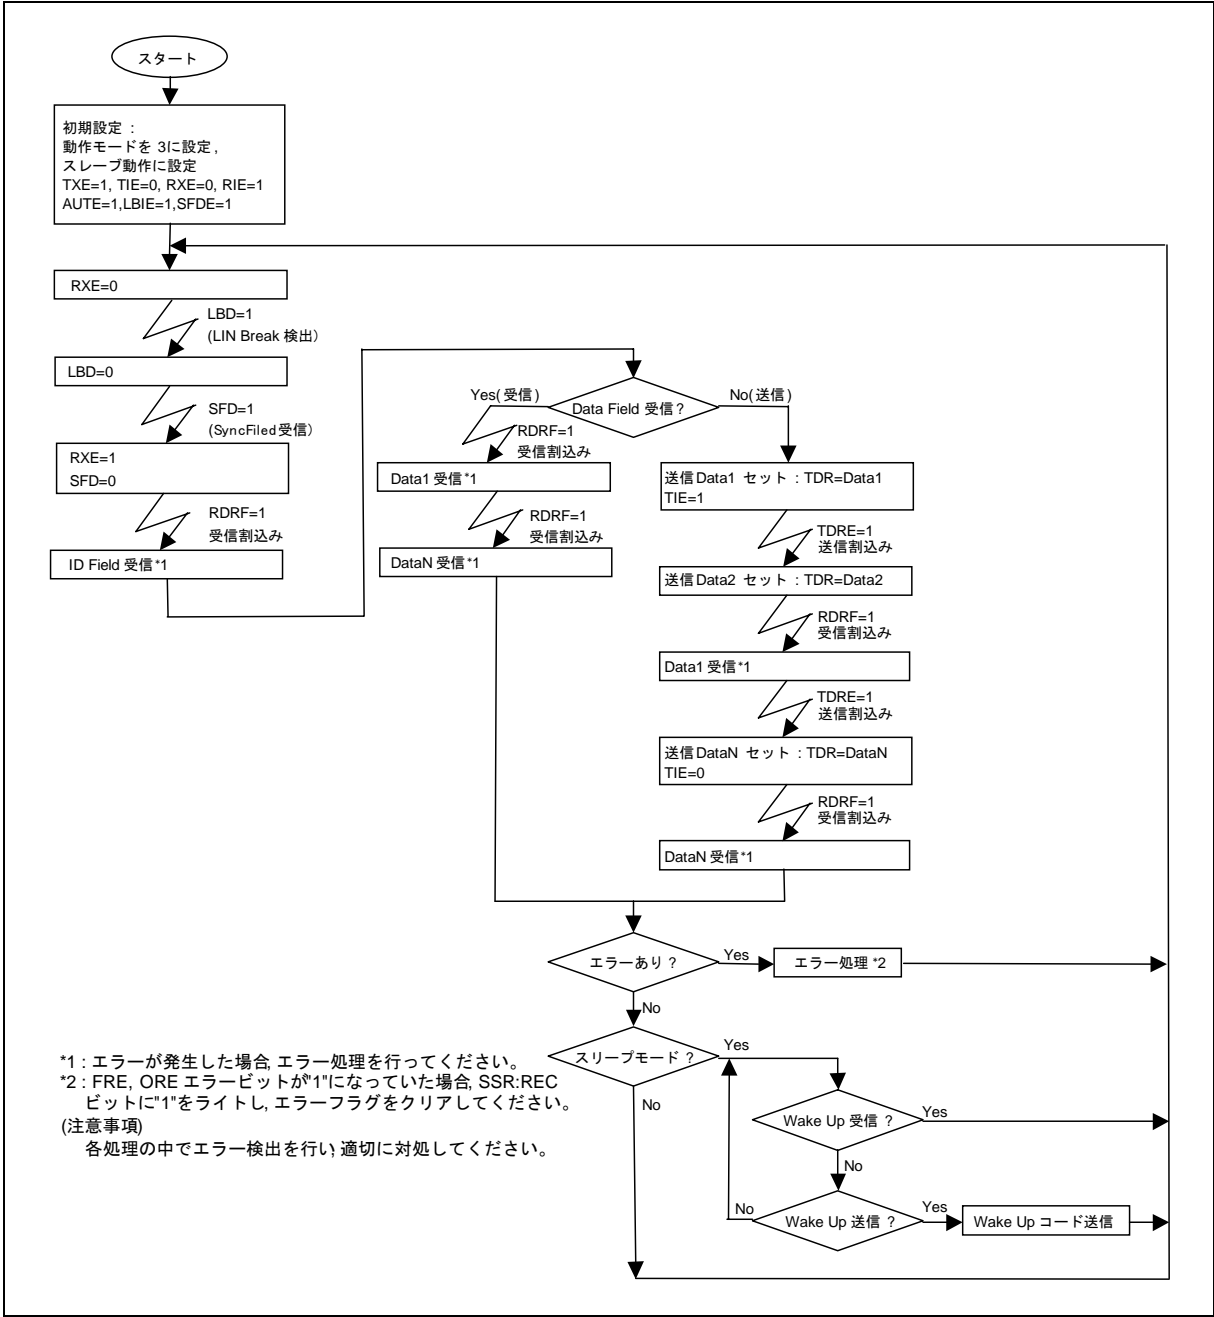 スタート
初期設定 :
動作モードを 3に設定,
スレーブ動作に設定
TXE=1, TIE=0, RXE=0, RIE=1
AUTE=1,LBIE=1,SFDE=1
RXE=0
LBD=1
(LIN Break 検出)
LBD=0
SFD=1
(SyncFiled受信)
RXE=1
SFD=0
RDRF=1
受信割込み
ID Field 受信*1
Data Field 受信?
Yes(受信)
RDRF=1
受信割込み
Data1 受信*1
RDRF=1
受信割込み
DataN 受信*1
No(送信)
送信Data1 セット : TDR=Data1
TIE=1
TDRE=1
送信割込み
送信Data2 セット : TDR=Data2
RDRF=1
受信割込み
Data1 受信*1
TDRE=1
送信割込み
送信DataN セット : TDR=DataN
TIE=0
RDRF=1
受信割込み
DataN 受信*1
エラーあり ?
Yes
エラー処理 *2
No
スリープモード ?
Yes
No
Wake Up 受信 ?
Yes
No
Wake Up 送信 ?
No
Yes
Wake Up コード送信
*1 : エラーが発生した場合, エラー処理を行ってください。
*2 : FRE, ORE エラービットが"1"になっていた場合, SSR:REC
ビットに"1"をライトし, エラーフラグをクリアしてください。
(注意事項)
各処理の中でエラー検出を行い, 適切に対処してください。